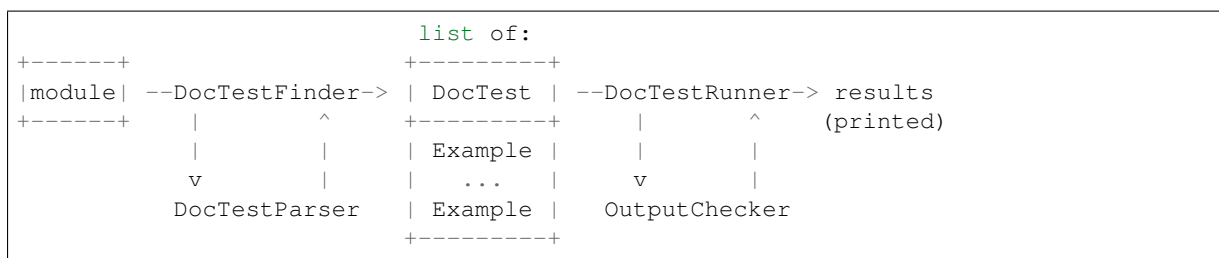 list of:
+------+                   +---------+
|module| --DocTestFinder-> | DocTest | --DocTestRunner-> results
+------+    |        ^     +---------+     |       ^    (printed)
            |        |     | Example |     |       |
            v        |     |   ...   |     v       |
           DocTestParser   | Example |   OutputChecker
                           +---------+